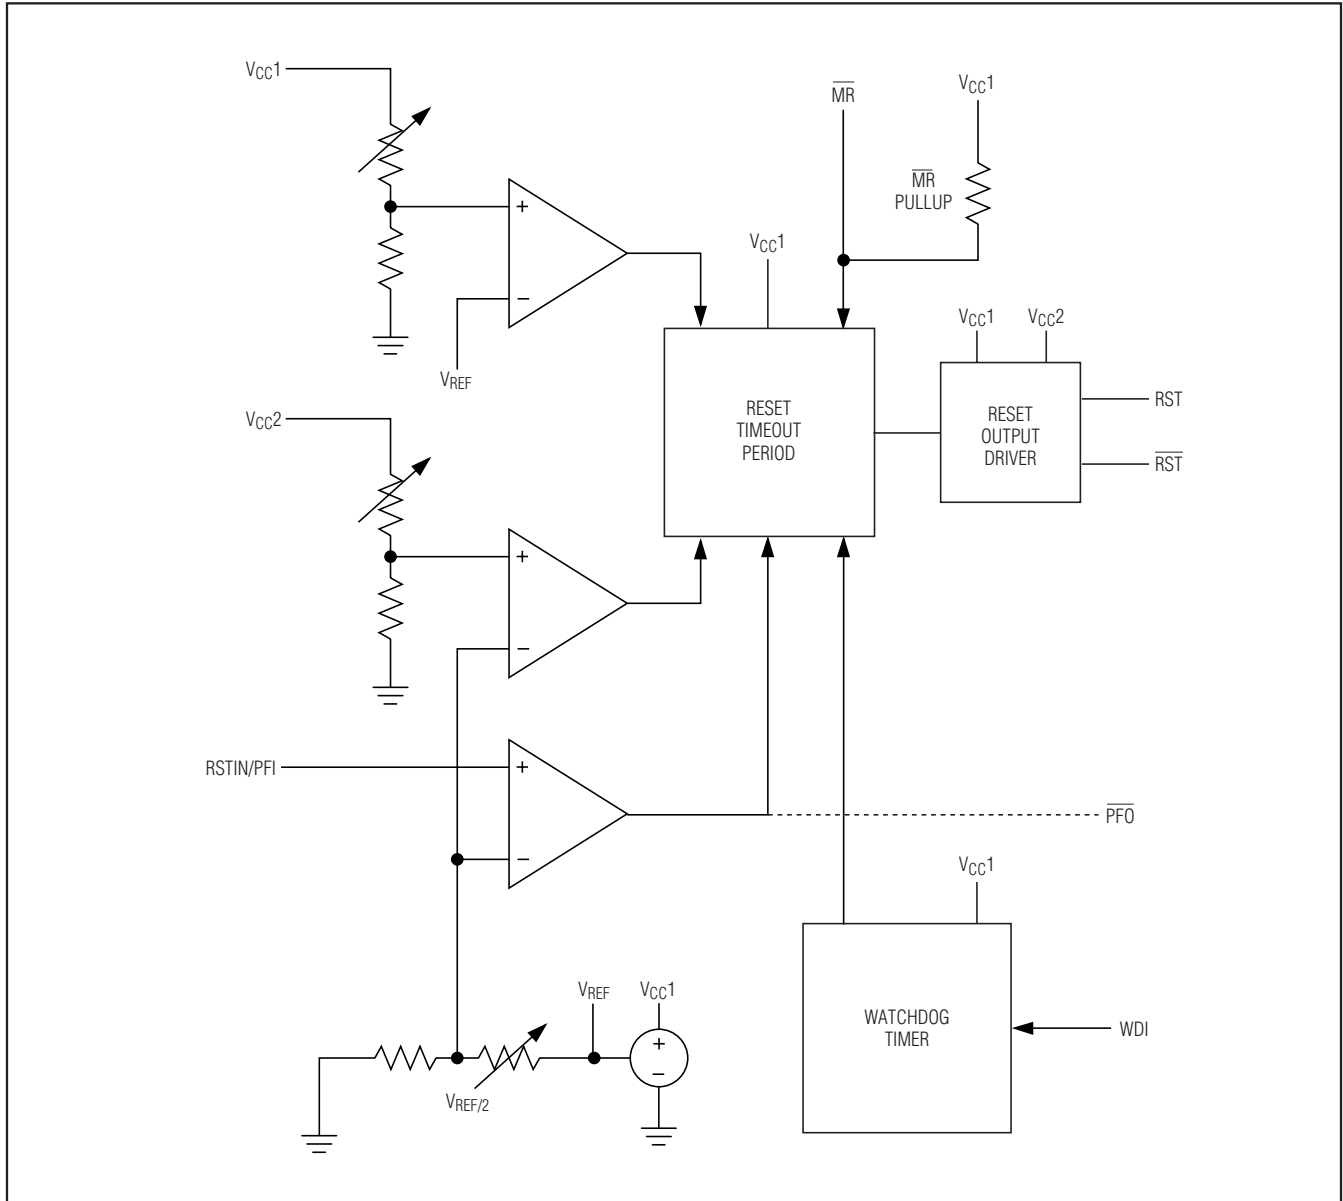 VCC1
MR
VCC1
MR
PULLUP
+
VCC1
−
VCC1
VCC2
VREF
RESET
TIMEOUT
PERIOD
RESET
OUTPUT
DRIVER
RST
RST
VCC2
+
−
RSTIN/PFI
+
PFO
−
VCC1
VREF
VCC1
WATCHDOG
TIMER
WDI
+
−
VREF/2